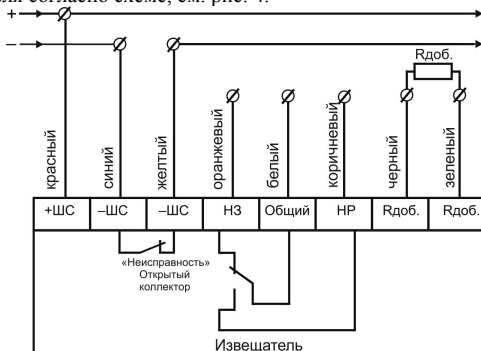 ля согласно схеме, см. рис. 4.
+
–
Rдоб.
красный
синий
желтый
оранжевый
белый
коричневый
черный
зеленый
+ШС –ШС –ШС НЗ Общий НР Rдоб. Rдоб.
«Неисправность»
Открытый
коллектор
Извещатель